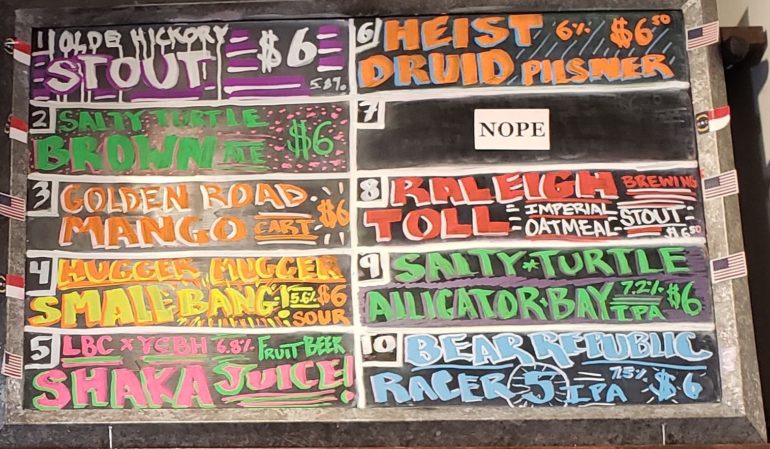 1 OLDE HICKORY $6
STOUT 5.8%
2 SALTY TURTLE
BROWN ALE $6
3 GOLDEN ROAD
MANGO CART $6
4 HUGGER MUGGER
SMALL BANG! 5.6% $6
SOUR
5 LBC X YEBH 6.8% FRUIT BEER
SHAKA JUICE!
6 HEIST 6% $6.50
DRUID PILSNER
7 NOPE
8 RALEIGH BREWING
TOLL IMPERIAL OATMEAL STOUT
$6.50
9 SALTY * TURTLE
ALLIGATOR BAY 7.2% IPA $6
10 BEAR REPUBLIC
RACER 5 IPA 7.5% $6